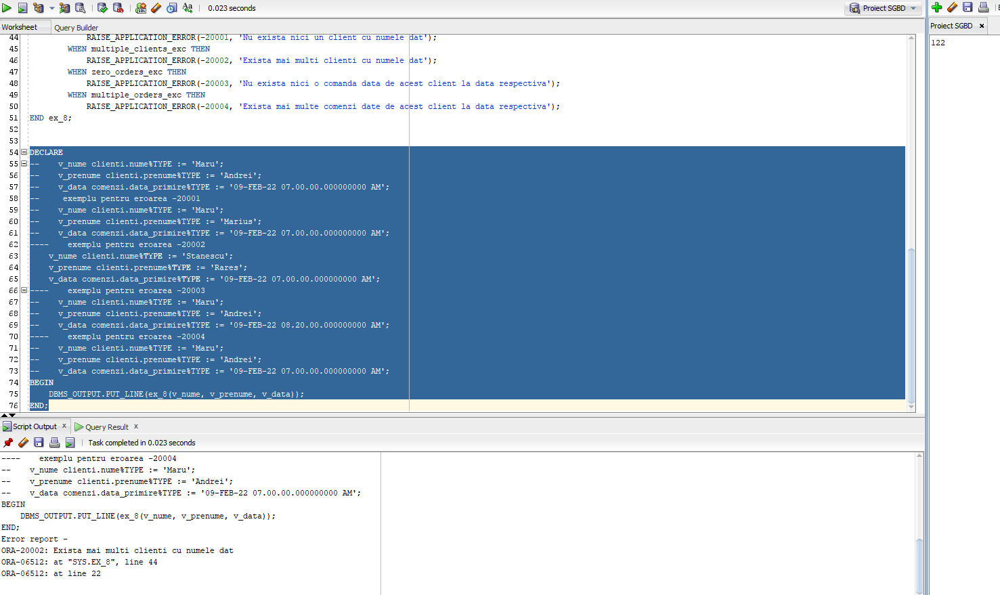 0.023 seconds
Proiect SGBD
Worksheet
Query Builder
44 RAISE_APPLICATION_ERROR(-20001, 'Nu exista nici un client cu numele dat');
45 WHEN multiple_clients_exc THEN
46 RAISE_APPLICATION_ERROR(-20002, 'Exista mai multi clienti cu numele dat');
47 WHEN zero_orders_exc THEN
48 RAISE_APPLICATION_ERROR(-20003, 'Nu exista nici o comanda data de acest client la data respectiva');
49 WHEN multiple_orders_exc THEN
50 RAISE_APPLICATION_ERROR(-20004, 'Exista mai multe comenzi date de acest client la data respectiva');
51 END ex_8;
52
53
54 DECLARE
55 -- v_nume clienti.nume%TYPE := 'Maru';
56 -- v_prenume clienti.prenume%TYPE := 'Andrei';
57 -- v_data comenzi.data_primire%TYPE := '09-FEB-22 07.00.00.000000000 AM';
58 -- exemplu pentru eroarea -20001
59 -- v_nume clienti.nume%TYPE := 'Maru';
60 -- v_prenume clienti.prenume%TYPE := 'Marius';
61 -- v_data comenzi.data_primire%TYPE := '09-FEB-22 07.00.00.000000000 AM';
62 ---- exemplu pentru eroarea -20002
63 v_nume clienti.nume%TYPE := 'Stanescu';
64 v_prenume clienti.prenume%TYPE := 'Rares';
65 v_data comenzi.data_primire%TYPE := '09-FEB-22 07.00.00.000000000 AM';
66 ---- exemplu pentru eroarea -20003
67 -- v_nume clienti.nume%TYPE := 'Maru';
68 -- v_prenume clienti.prenume%TYPE := 'Andrei';
69 -- v_data comenzi.data_primire%TYPE := '09-FEB-22 08.20.00.000000000 AM';
70 ---- exemplu pentru eroarea -20004
71 -- v_nume clienti.nume%TYPE := 'Maru';
72 -- v_prenume clienti.prenume%TYPE := 'Andrei';
73 -- v_data comenzi.data_primire%TYPE := '09-FEB-22 07.00.00.000000000 AM';
74 BEGIN
75 DBMS_OUTPUT.PUT_LINE(ex_8(v_nume, v_prenume, v_data));
76 END;
Script Output x
Query Result x
Task completed in 0.023 seconds
---- exemplu pentru eroarea -20004
-- v_nume clienti.nume%TYPE := 'Maru';
-- v_prenume clienti.prenume%TYPE := 'Andrei';
-- v_data comenzi.data_primire%TYPE := '09-FEB-22 07.00.00.000000000 AM';
BEGIN
DBMS_OUTPUT.PUT_LINE(ex_8(v_nume, v_prenume, v_data));
END;
Error report -
ORA-20002: Exista mai multi clienti cu numele dat
ORA-06512: at "SYS.EX_8", line 44
ORA-06512: at line 22
Proiect SGBD x
122